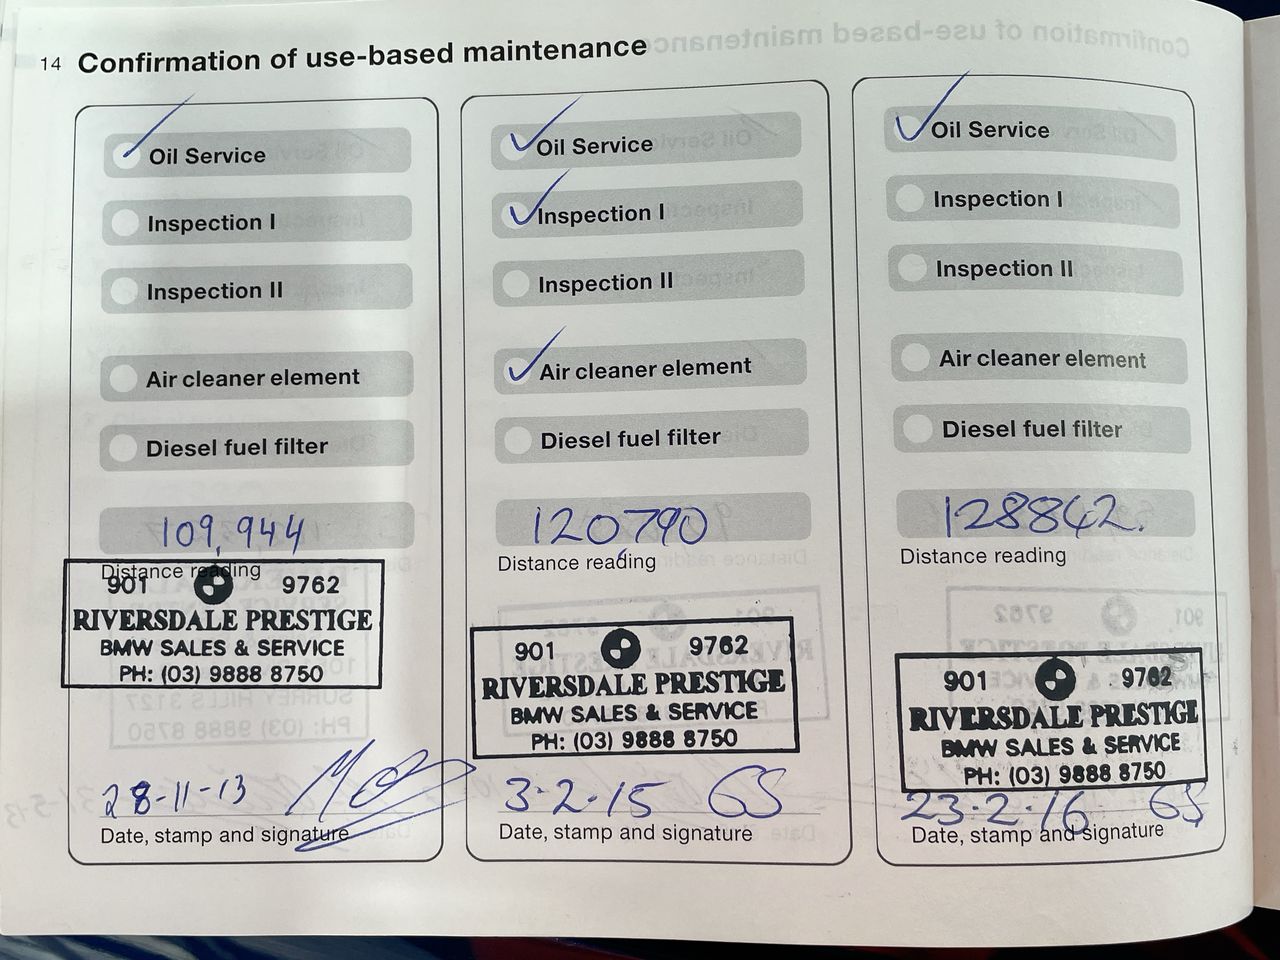 14 Confirmation of use-based maintenance
Oil Service
Inspection I
Inspection II
Air cleaner element
Diesel fuel filter
109,944
Distance reading
901 9762
RIVERSDALE PRESTIGE
BMW SALES & SERVICE
PH: (03) 9888 8750
28-11-13
Date, stamp and signature
Oil Service
Inspection I
Inspection II
Air cleaner element
Diesel fuel filter
120,790
Distance reading
901 9762
RIVERSDALE PRESTIGE
BMW SALES & SERVICE
PH: (03) 9888 8750
3-2-15 GS
Date, stamp and signature
Oil Service
Inspection I
Inspection II
Air cleaner element
Diesel fuel filter
128842.
Distance reading
901 9762
RIVERSDALE PRESTIGE
BMW SALES & SERVICE
PH: (03) 9888 8750
23-2-16 GS
Date, stamp and signature